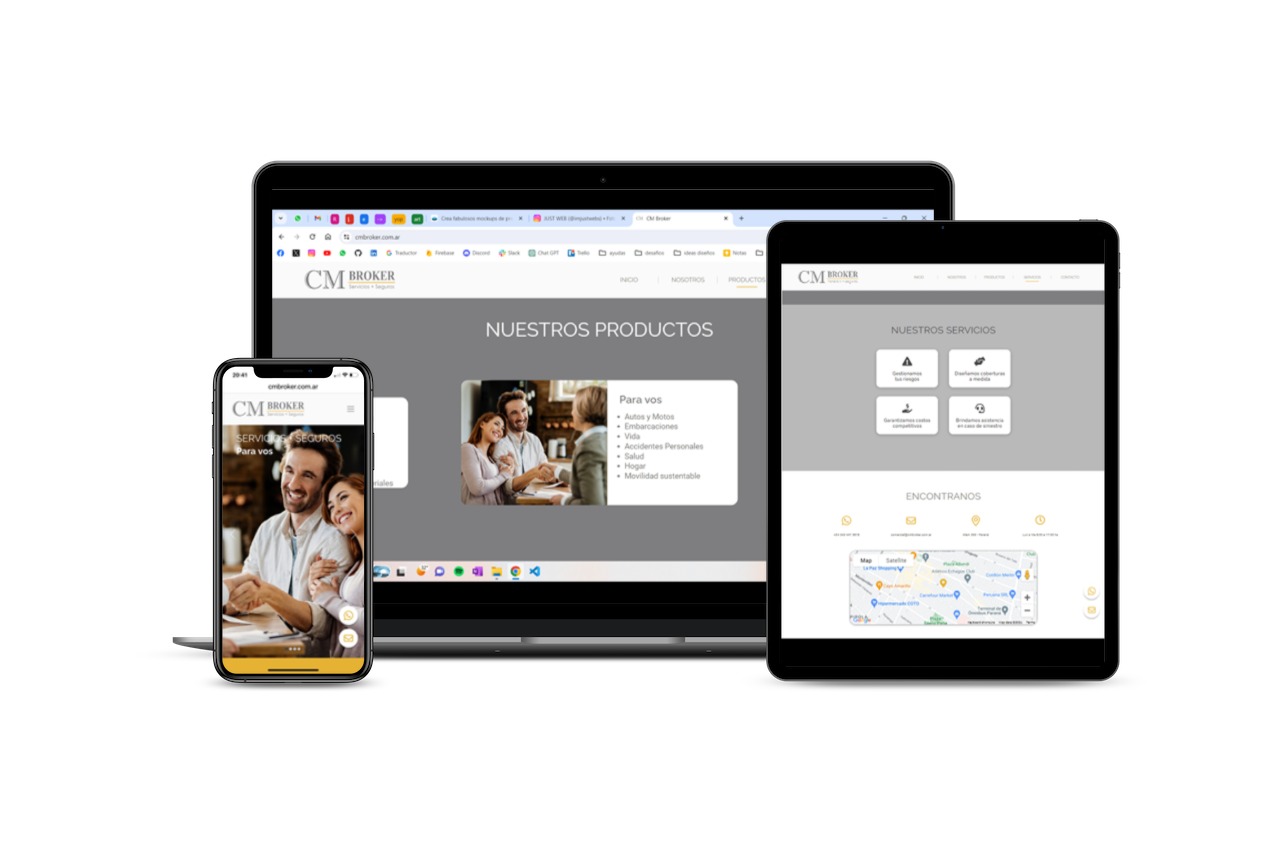 Crea fabulosos mockups de pr
JUST WEB (@imjustweba) • Fot
CM Broker
cmbroker.com.ar
Traductor
Firebase
Discord
Slack
Chat GPT
Trello
ayudas
desafios
ideas diseños
Notas
CM BROKER
Servicios + Seguros
INICIO
NOSOTROS
PRODUCTOS
NUESTROS PRODUCTOS
Para vos
• Autos y Motos
• Embarcaciones
• Vida
• Accidentes Personales
• Salud
• Hogar
• Movilidad sustentable
riales
20:41
cmbroker.com.ar
CM BROKER
Servicios + Seguros
SERVICIOS + SEGUROS
Para vos
CM BROKER
Servicios + Seguros
INICIO
NOSOTROS
PRODUCTOS
SERVICIOS
CONTACTO
NUESTROS SERVICIOS
Gestionamos
tus riesgos
Diseñamos coberturas
a medida
Garantizamos costos
competitivos
Brindamos asistencia
en caso de siniestro
ENCONTRANOS
Map
Satellite
La Paz Shopping
Hipermercado COTO
Carrefour Market
Terminal de
Google